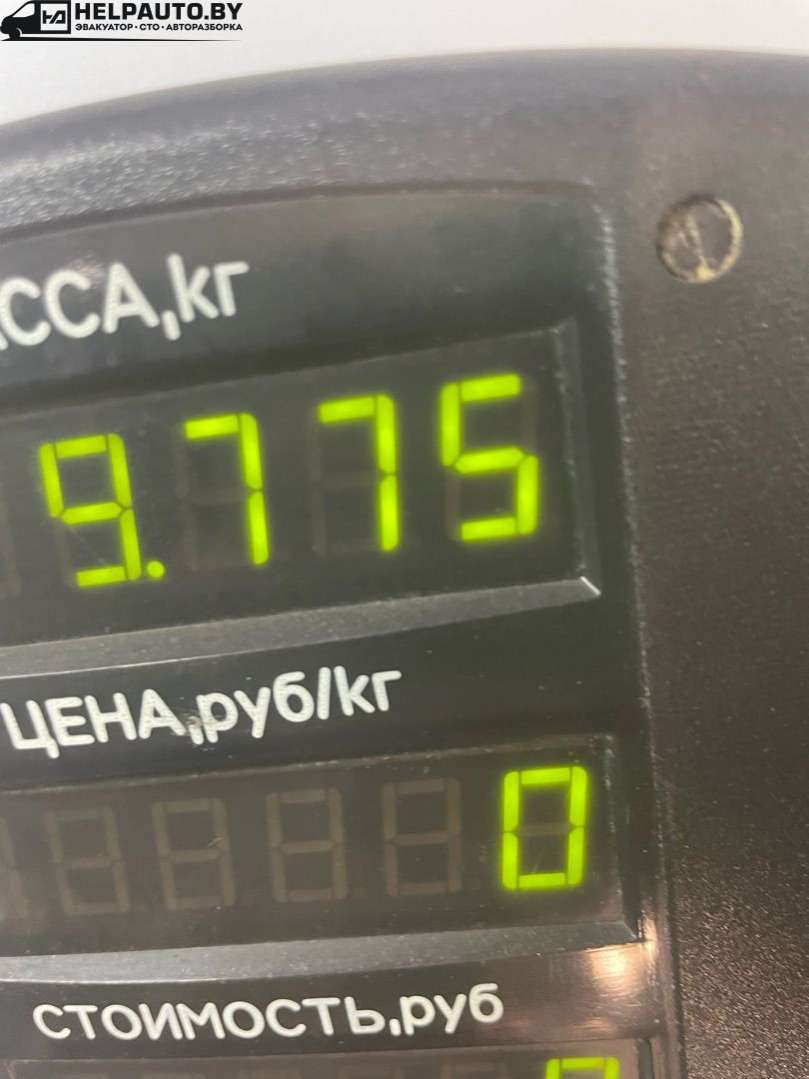 HELPAUTO.BY
ЭВАКУАТОР • СТО • АВТОРАЗБОРКА
ССА,кг
9.775
ЦЕНА,руб/кг
0
СТОИМОСТЬ,руб